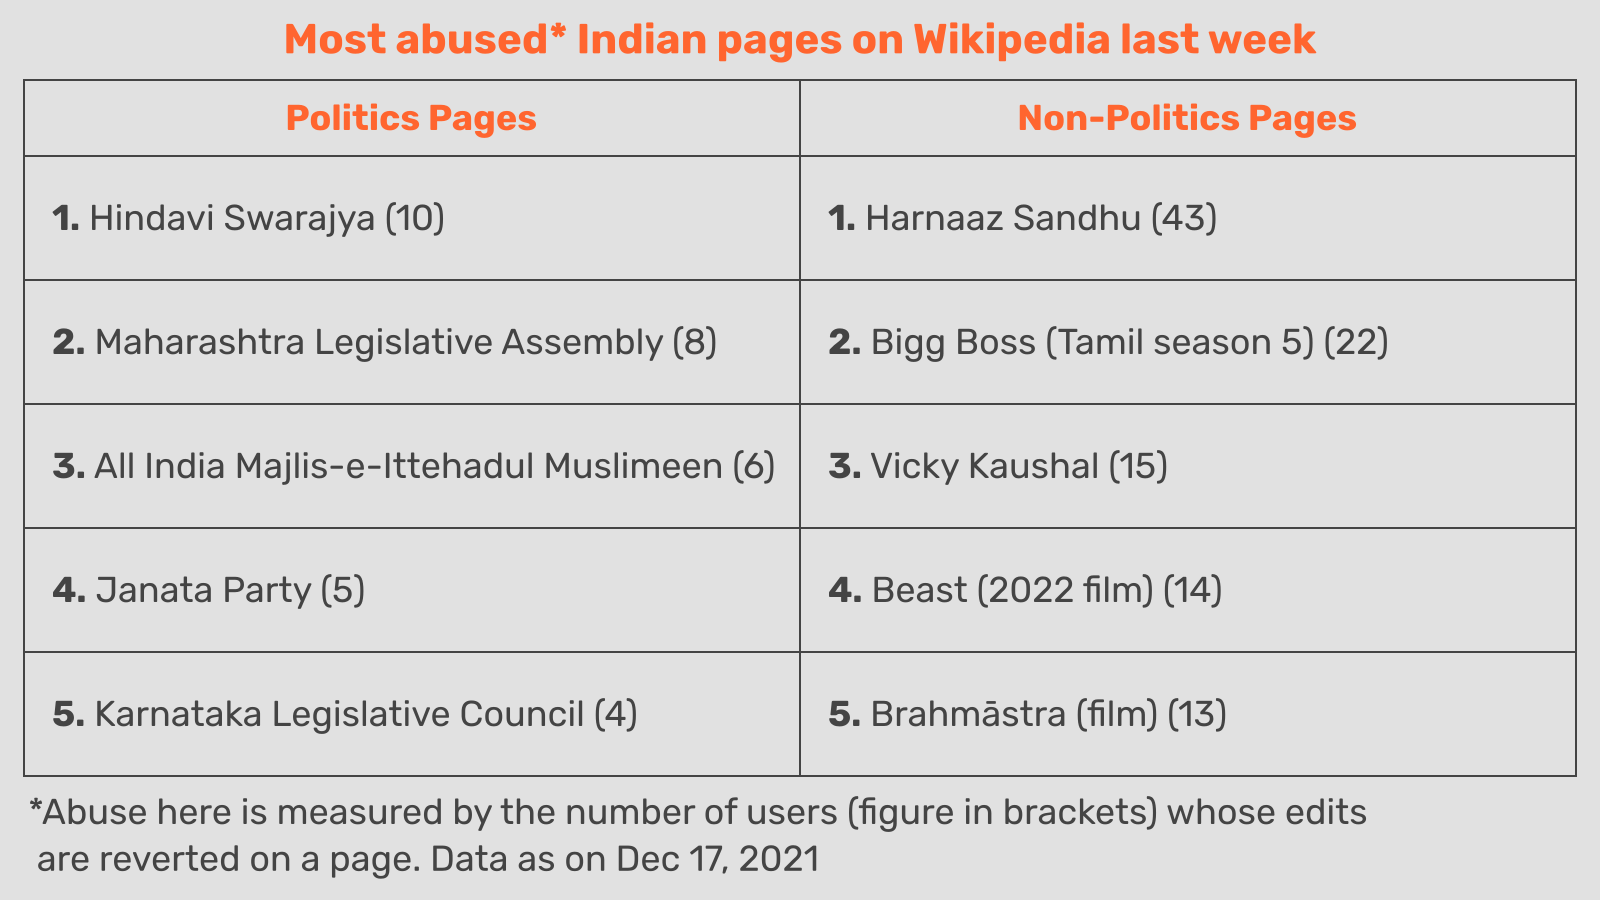 Most abused* Indian pages on Wikipedia last week
Politics Pages
Non-Politics Pages
1. Hindavi Swarajya (10)
1. Harnaaz Sandhu (43)
2. Maharashtra Legislative Assembly (8)
2. Bigg Boss (Tamil season 5) (22)
3. All India Majlis-e-Ittehadul Muslimeen (6)
3. Vicky Kaushal (15)
4. Janata Party (5)
4. Beast (2022 film) (14)
5. Karnataka Legislative Council (4)
5. Brahmāstra (film) (13)
*Abuse here is measured by the number of users (figure in brackets) whose edits
are reverted on a page. Data as on Dec 17, 2021